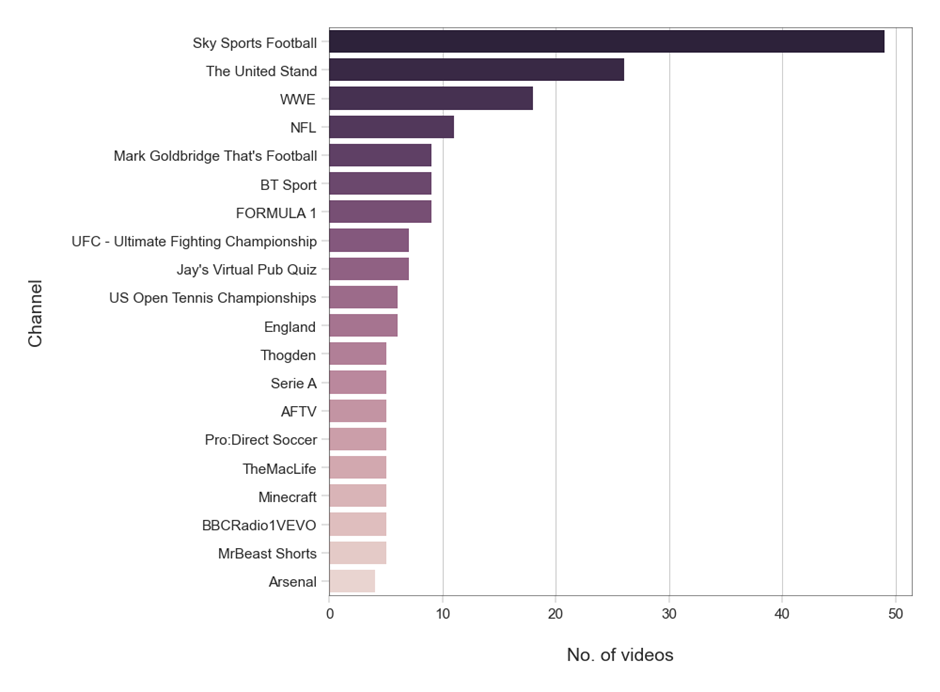 Sky Sports Football
The United Stand
WWE
NFL
Mark Goldbridge That's Football
BT Sport
FORMULA 1
UFC - Ultimate Fighting Championship
Jay's Virtual Pub Quiz
US Open Tennis Championships
England
Thogden
Serie A
AFTV
Pro:Direct Soccer
TheMacLife
Minecraft
BBCRadio1VEVO
MrBeast Shorts
Arsenal
Channel
0 10 20 30 40 50
No. of videos